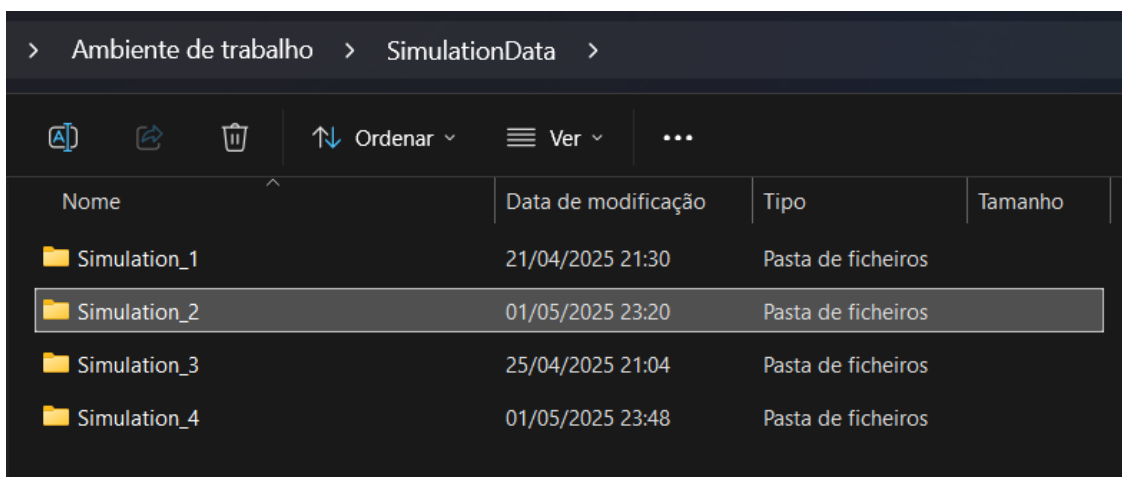 Ambiente de trabalho > SimulationData >
Ordenar Ver
Nome Data de modificação Tipo Tamanho
Simulation_1 21/04/2025 21:30 Pasta de ficheiros
Simulation_2 01/05/2025 23:20 Pasta de ficheiros
Simulation_3 25/04/2025 21:04 Pasta de ficheiros
Simulation_4 01/05/2025 23:48 Pasta de ficheiros